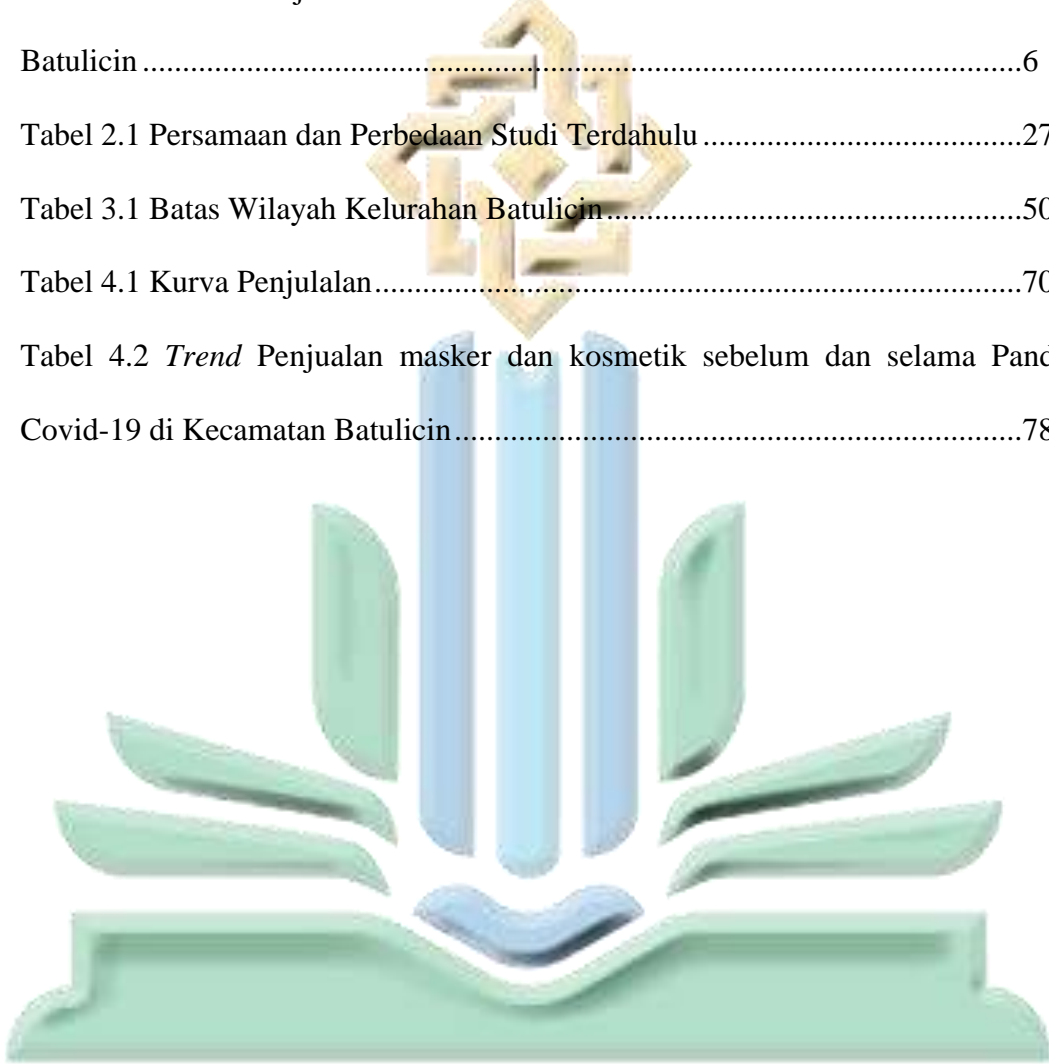 Batulicin ........................................................................................................6
Tabel 2.1 Persamaan dan Perbedaan Studi Terdahulu ......................................27
Tabel 3.1 Batas Wilayah Kelurahan Batulicin..................................................50
Tabel 4.1 Kurva Penjulalan..............................................................................70
Tabel 4.2 Trend Penjualan masker dan kosmetik sebelum dan selama Pand
Covid-19 di Kecamatan Batulicin....................................................................78